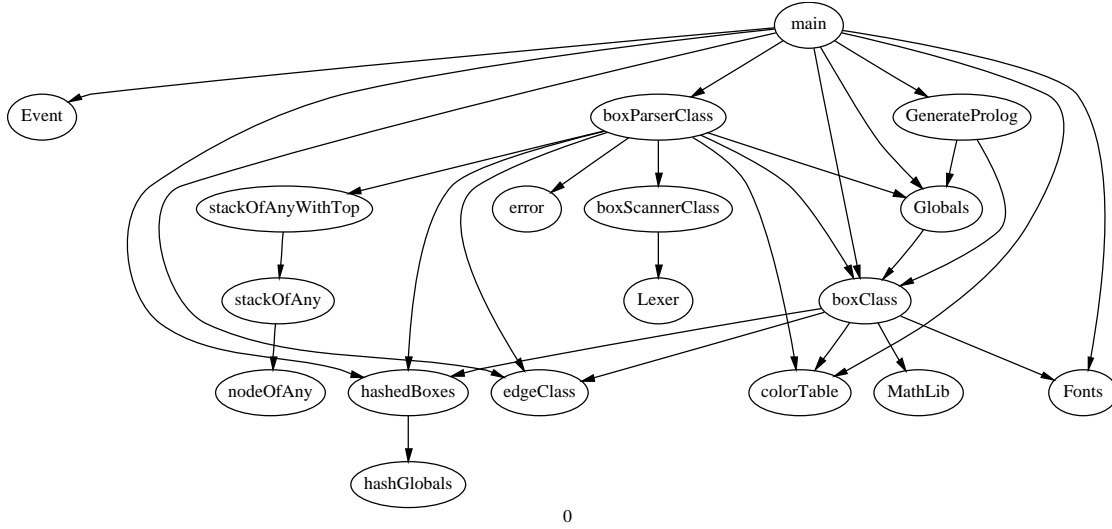 main
Event
boxParserClass
GenerateProlog
stackOfAnyWithTop
error
boxScannerClass
Globals
stackOfAny
Lexer
boxClass
nodeOfAny
hashedBoxes
edgeClass
colorTable
MathLib
Fonts
hashGlobals
0